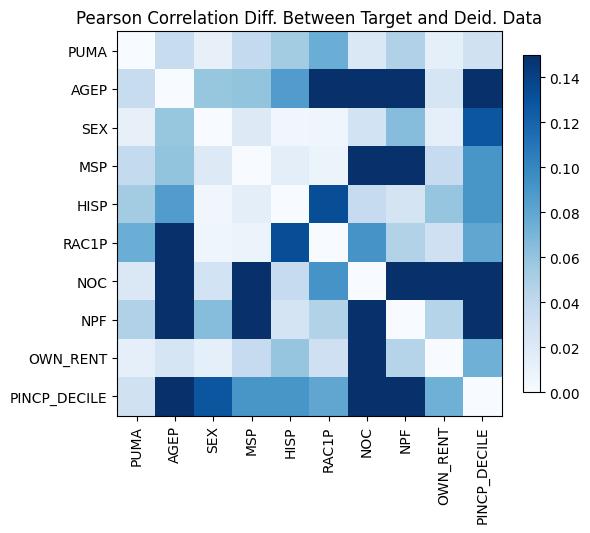 Pearson Correlation Diff. Between Target and Deid. Data
PUMA
AGEP
SEX
MSP
HISP
RAC1P
NOC
NPF
OWN_RENT
PINCP_DECILE
PUMA
AGEP
SEX
MSP
HISP
RAC1P
NOC
NPF
OWN_RENT
PINCP_DECILE
0.14
0.12
0.10
0.08
0.06
0.04
0.02
0.00